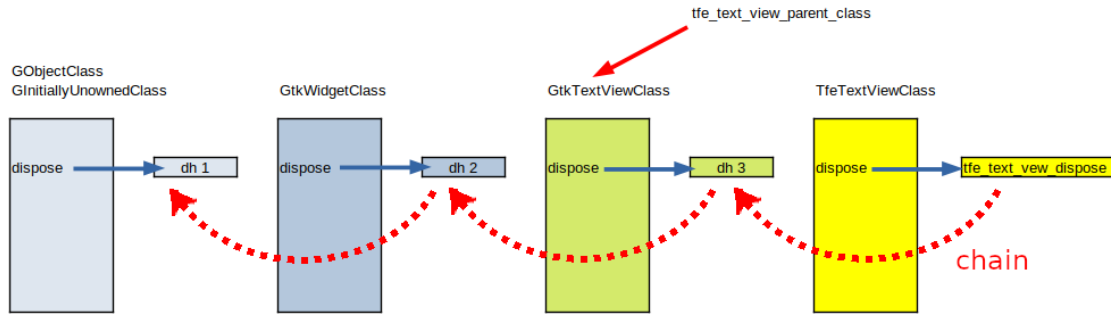 tfe_text_view_parent_class
GObjectClass
GInitiallyUnownedClass
GtkWidgetClass
GtkTextViewClass
TfeTextViewClass
dispose
dh 1
dispose
dh 2
dispose
dh 3
dispose
tfe_text_vew_dispose
chain